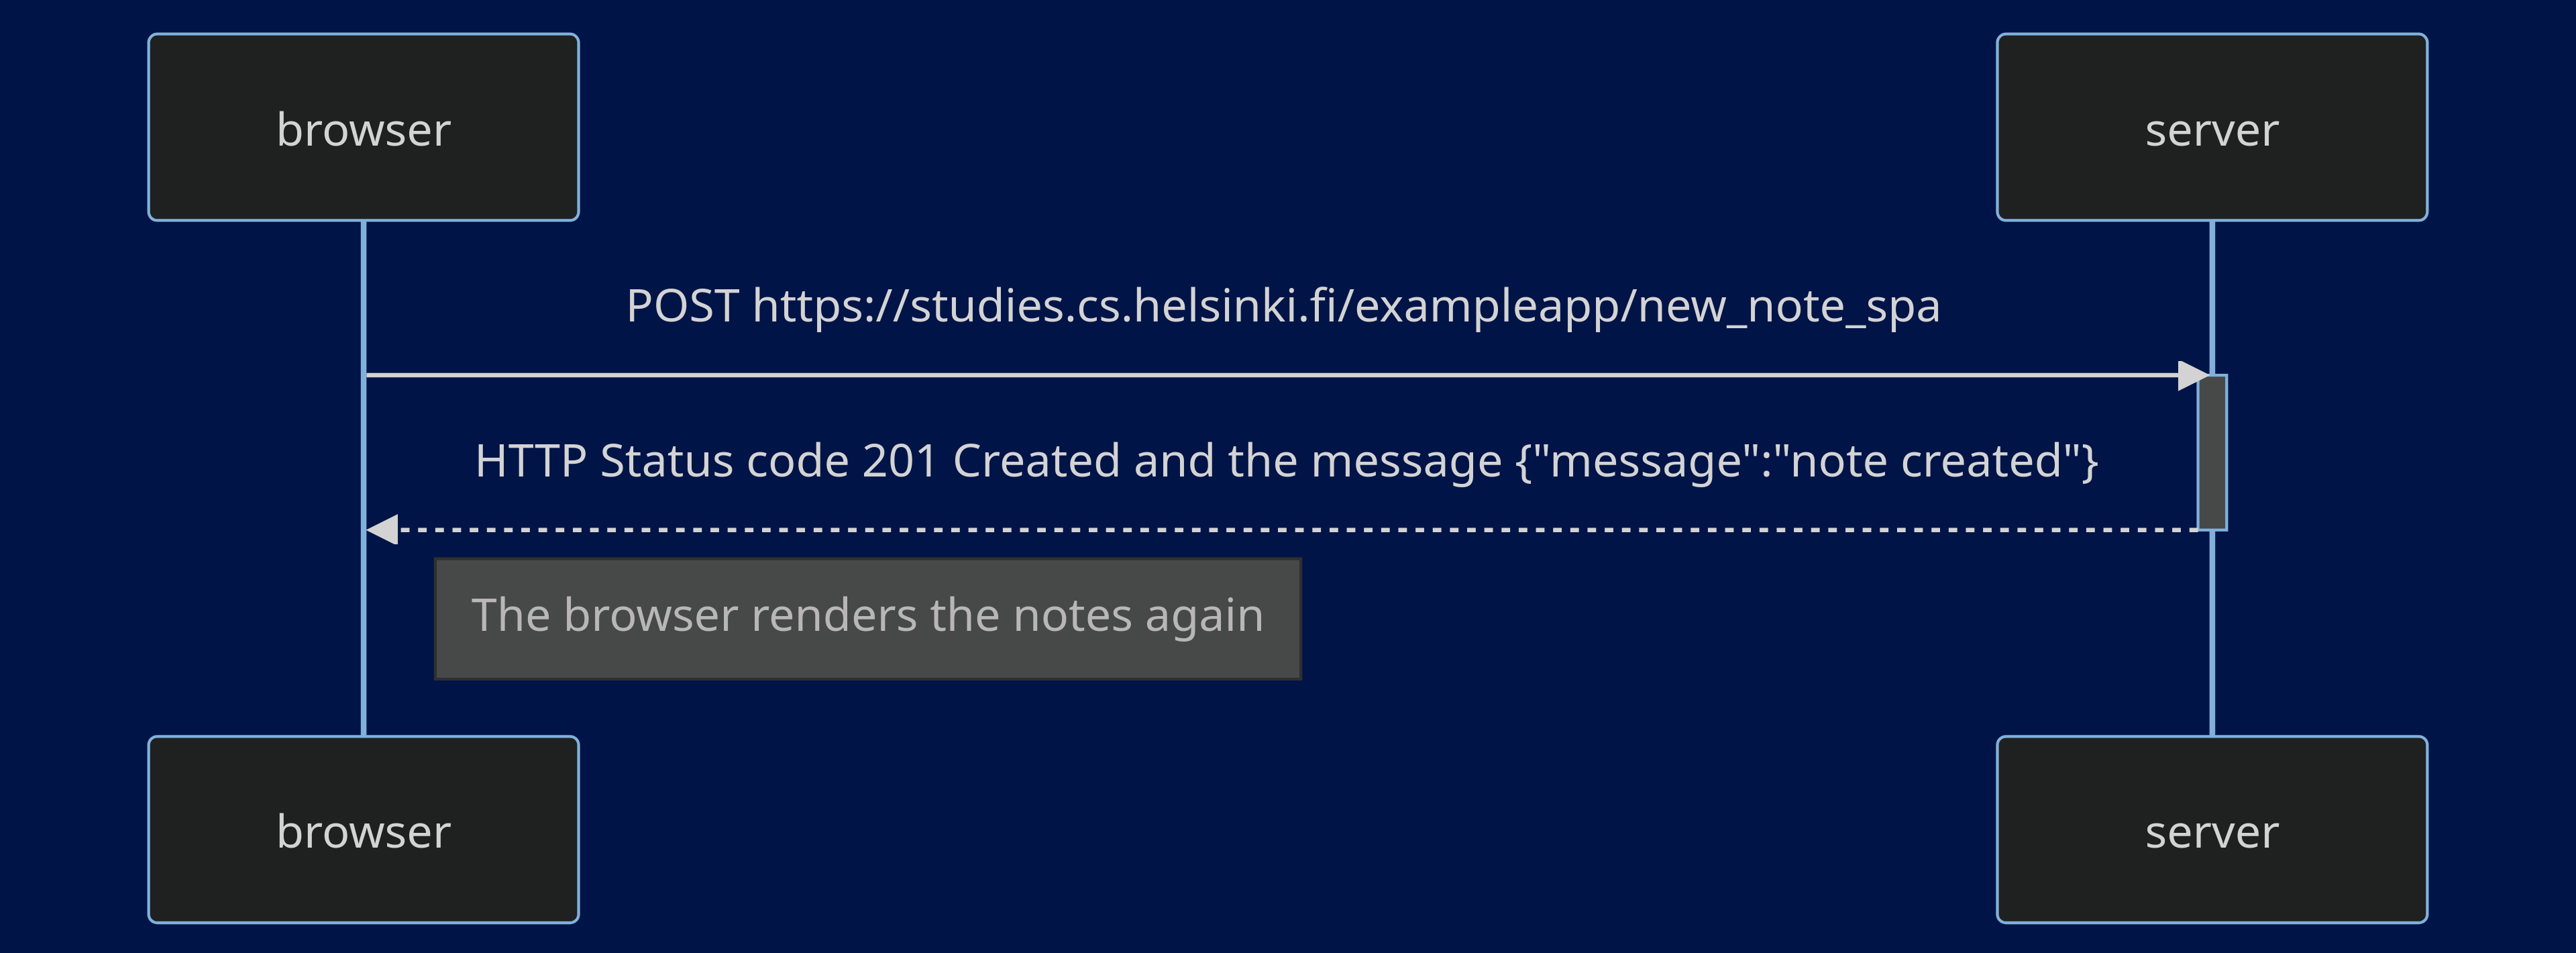 browser
server
POST https://studies.cs.helsinki.fi/exampleapp/new_note_spa
HTTP Status code 201 Created and the message {"message":"note created"}
The browser renders the notes again
browser
server